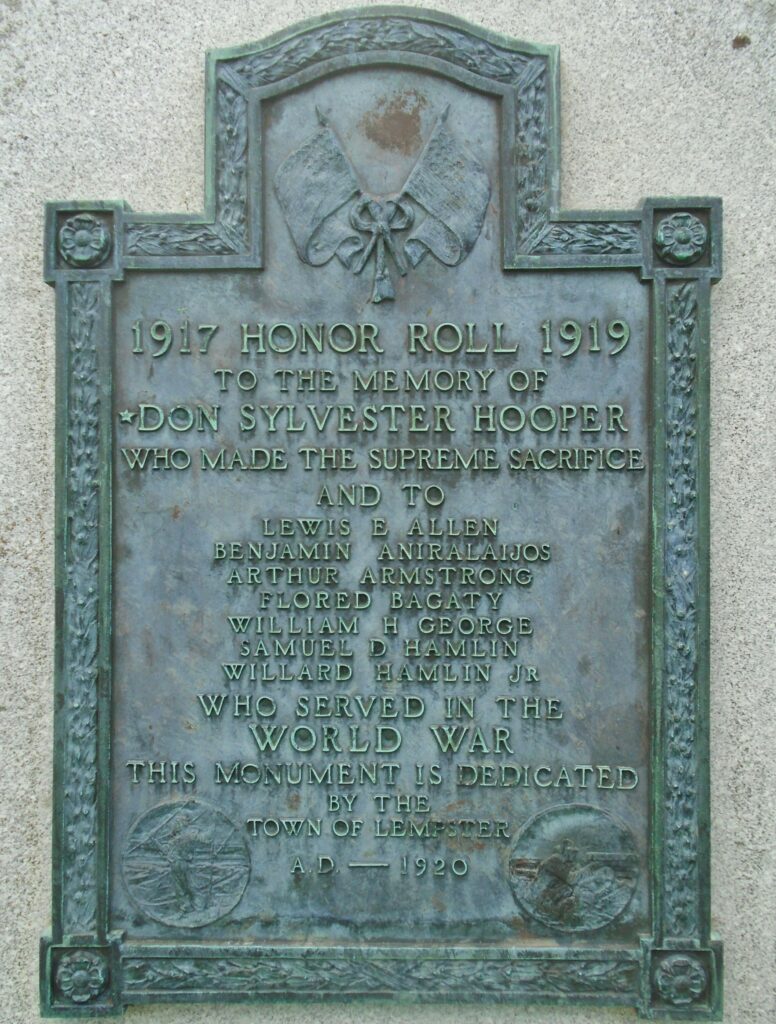 1917 HONOR ROLL 1919
TO THE MEMORY OF
★DON SYLVESTER HOOPER
WHO MADE THE SUPREME SACRIFICE
AND TO
LEWIS E ALLEN
BENJAMIN ANIRALAIJOS
ARTHUR ARMSTRONG
FLORED BAGATY
WILLIAM H GEORGE
SAMUEL D HAMLIN
WILLARD HAMLIN JR
WHO SERVED IN THE
WORLD WAR
THIS MONUMENT IS DEDICATED
BY THE
TOWN OF LEMPSTER
A.D. — 1920